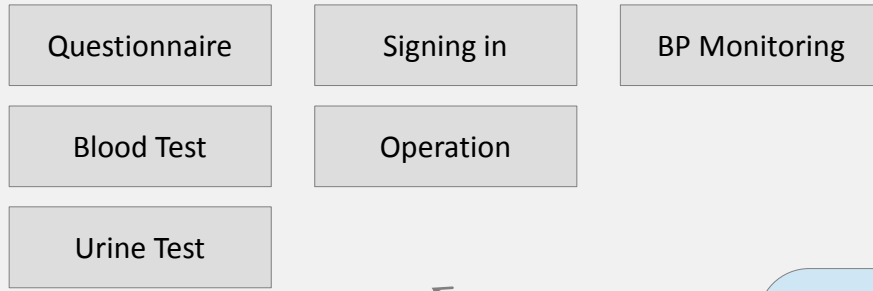 Questionnaire
Signing in
BP Monitoring
Blood Test
Operation
Urine Test